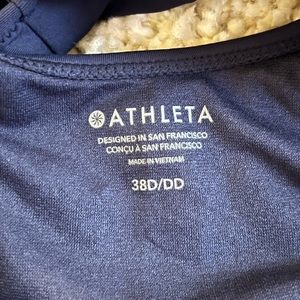 ATHLETA
DESIGNED IN SAN FRANCISCO
CONÇU À SAN FRANCISCO
MADE IN VIETNAM
38D/DD